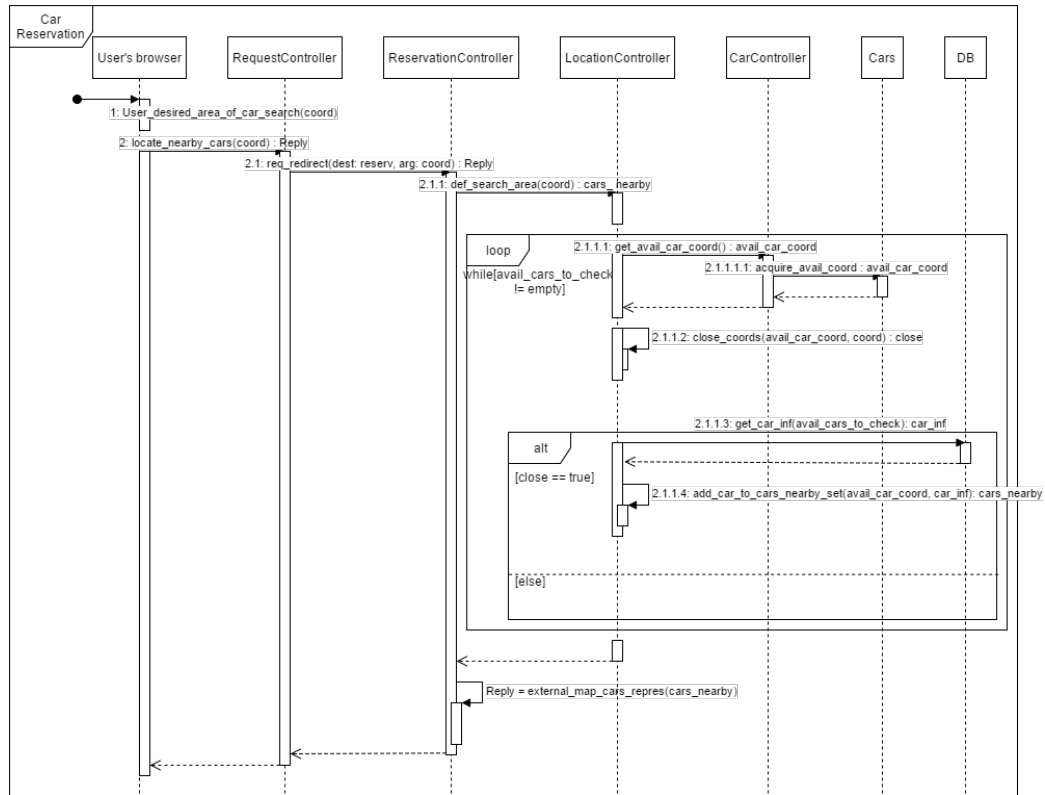 Car
Reservation
User's browser
RequestController
ReservationController
LocationController
CarController
Cars
DB
1: User_desired_area_of_car_search(coord)
2: locate_nearby_cars(coord) : Reply
2.1: req_redirect(dest: reserv, arg: coord) : Reply
2.1.1: def_search_area(coord) : cars_ nearby
loop
2.1.1.1: get_avail_car_coord() : avail_car_coord
while[avail_cars_to_check
!= empty]
2.1.1.1.1: acquire_avail_coord : avail_car_coord
2.1.1.2: close_coords(avail_car_coord, coord) : close
2.1.1.3: get_car_inf(avail_cars_to_check): car_inf
alt
[close == true]
2.1.1.4: add_car_to_cars_nearby_set(avail_car_coord, car_inf): cars_nearby
[else]
Reply = external_map_cars_repres(cars_nearby)